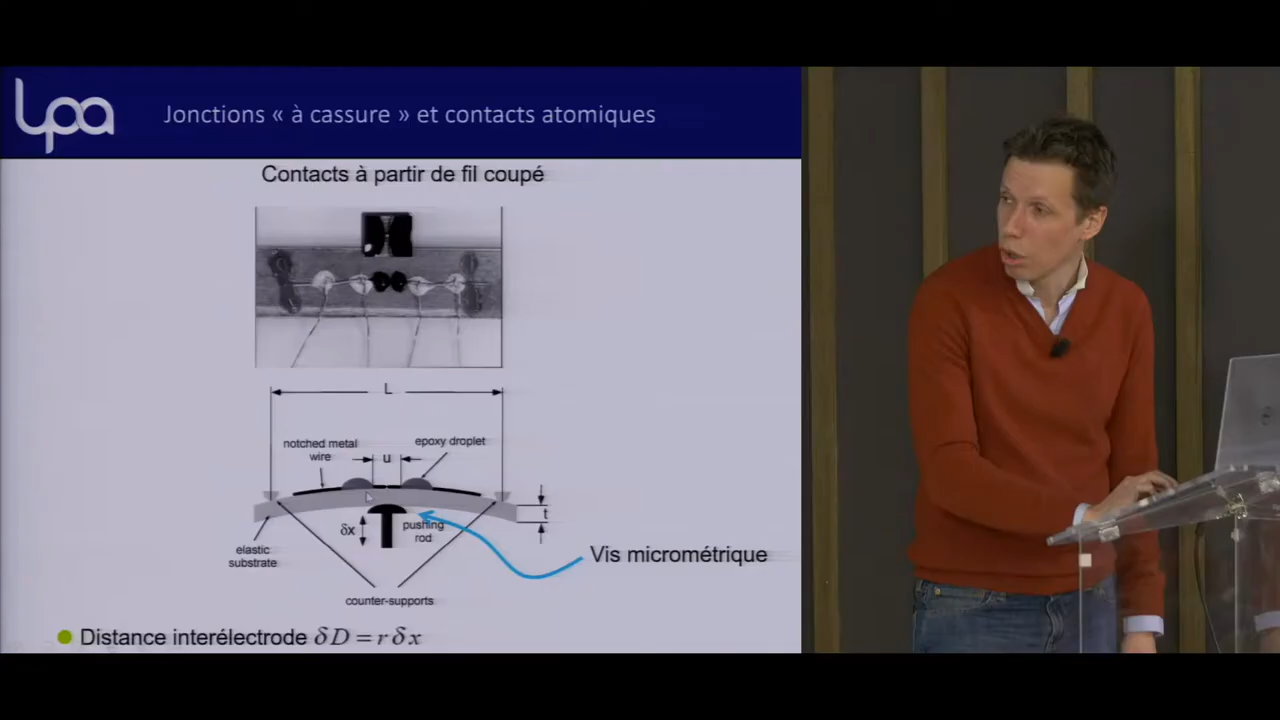 lpa
Jonctions « à cassure » et contacts atomiques
Contacts à partir de fil coupé
L
notched metal
wire
u
epoxy droplet
δx
pushing
rod
t
elastic
substrate
Vis micrométrique
counter-supports
Distance interélectrode δD = rδx